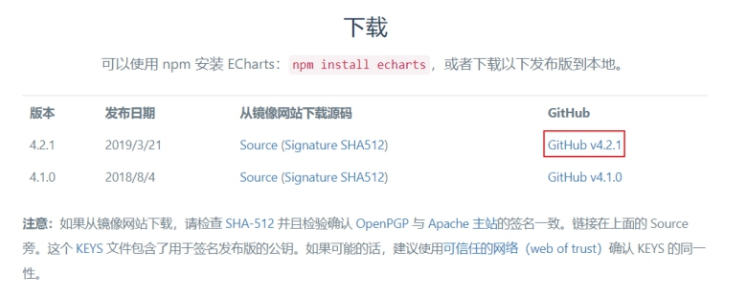 下载
可以使用 npm 安装 ECharts： npm install echarts ，或者下载以下发布版到本地。
版本 发布日期 从镜像网站下载源码 GitHub
4.2.1 2019/3/21 Source (Signature SHA512) GitHub v4.2.1
4.1.0 2018/8/4 Source (Signature SHA512) GitHub v4.1.0
注意：如果从镜像网站下载，请检查 SHA-512 并且检验确认 OpenPGP 与 Apache 主站的签名一致。链接在上面的 Source
旁。这个 KEYS 文件包含了用于签名发布版的公钥。如果可能的话，建议使用可信任的网络（web of trust）确认 KEYS 的同一
性。